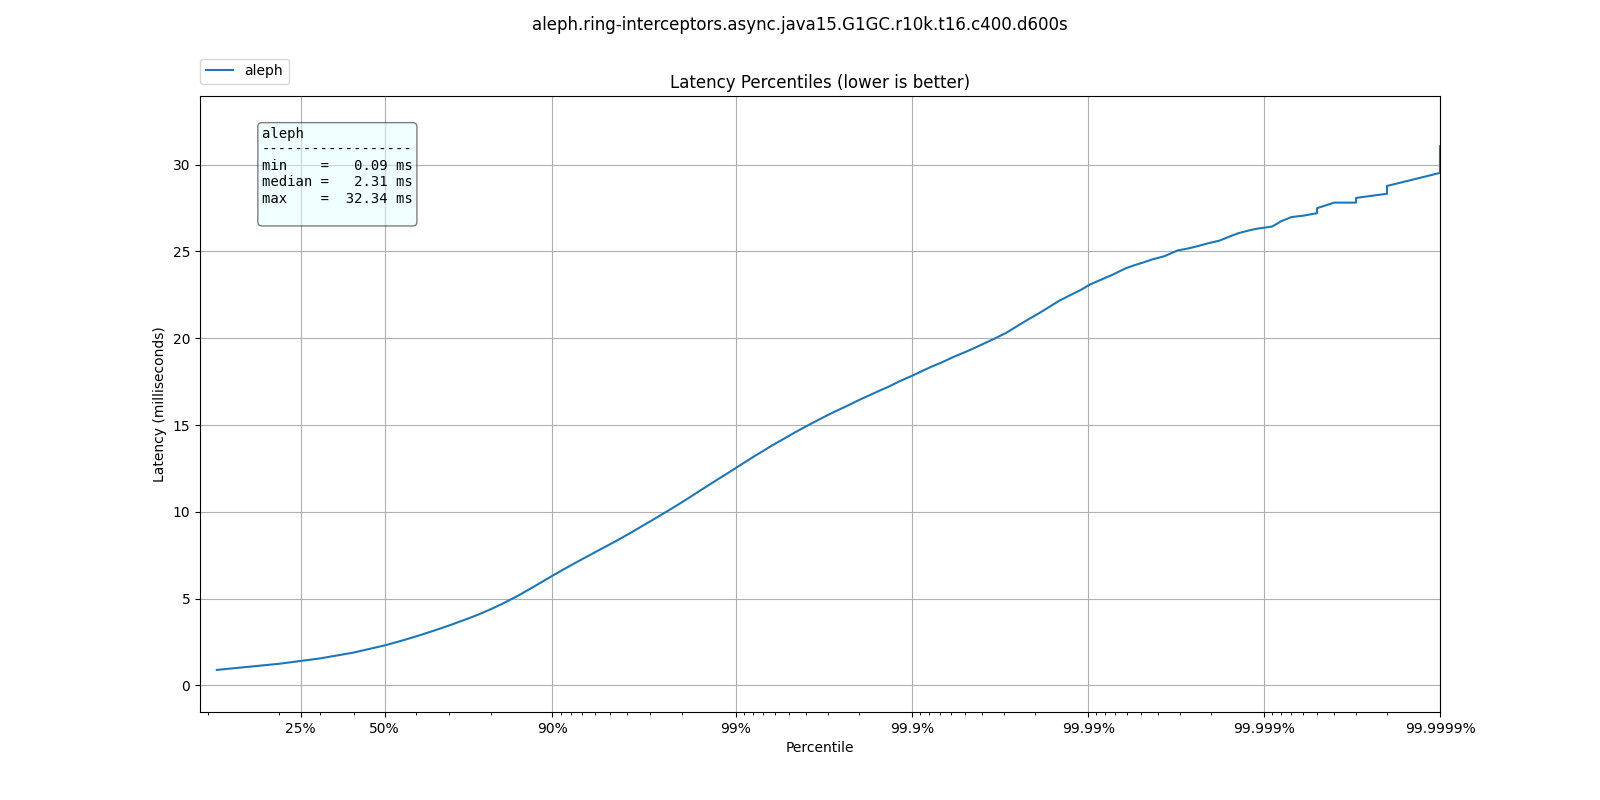 aleph.ring-interceptors.async.java15.G1GC.r10k.t16.c400.d600s
aleph
Latency Percentiles (lower is better)
aleph
------------------
min    =   0.09 ms
median =   2.31 ms
max    =  32.34 ms
30
25
20
15
10
5
0
Latency (milliseconds)
25% 50% 90% 99% 99.9% 99.99% 99.999% 99.9999%
Percentile